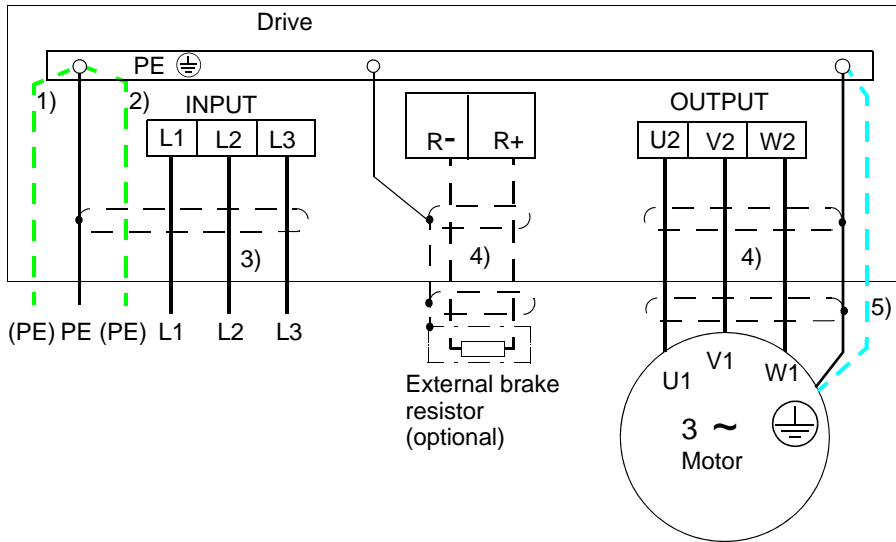 Drive
PE
1)
2)
INPUT
OUTPUT
L1 L2 L3
R- R+
U2 V2 W2
3)
4)
4)
5)
(PE) PE (PE) L1 L2 L3
External brake
resistor
(optional)
U1 V1 W1
3 ~
Motor